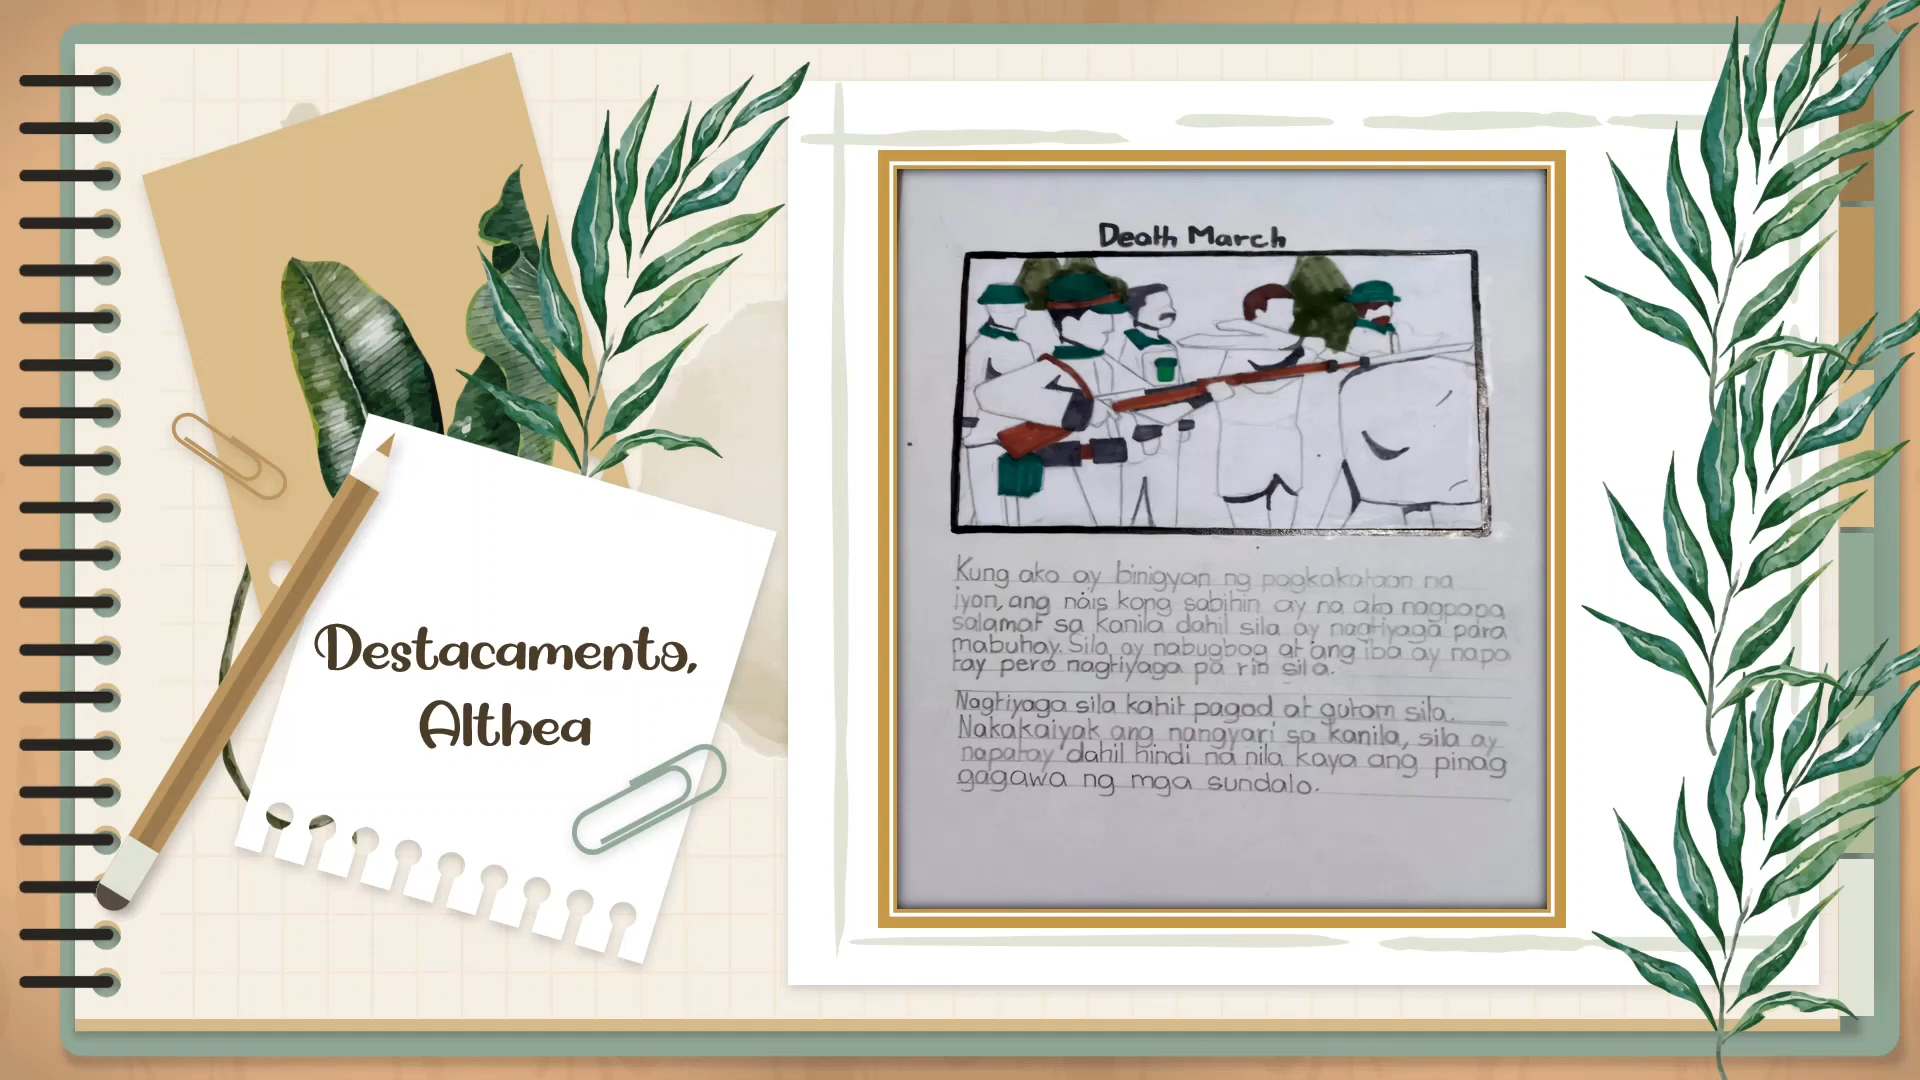 Destacamento,
Althea
Death March
Kung ako ay binigyan ng pagkakataon na
iyon, ang nais kong sabihin ay na ako nagpapa
salamat sa kanila dahil sila ay nagtiyaga para
mabuhay. Sila ay nabugbog at ang iba ay napa
tay pero nagtiyaga pa rin sila.
Nagtiyaga sila kahit pagod at gutom sila.
Nakakaiyak ang nangyari sa kanila, sila ay
napatay dahil hindi na nila kaya ang pinag
gagawa ng mga sundalo.